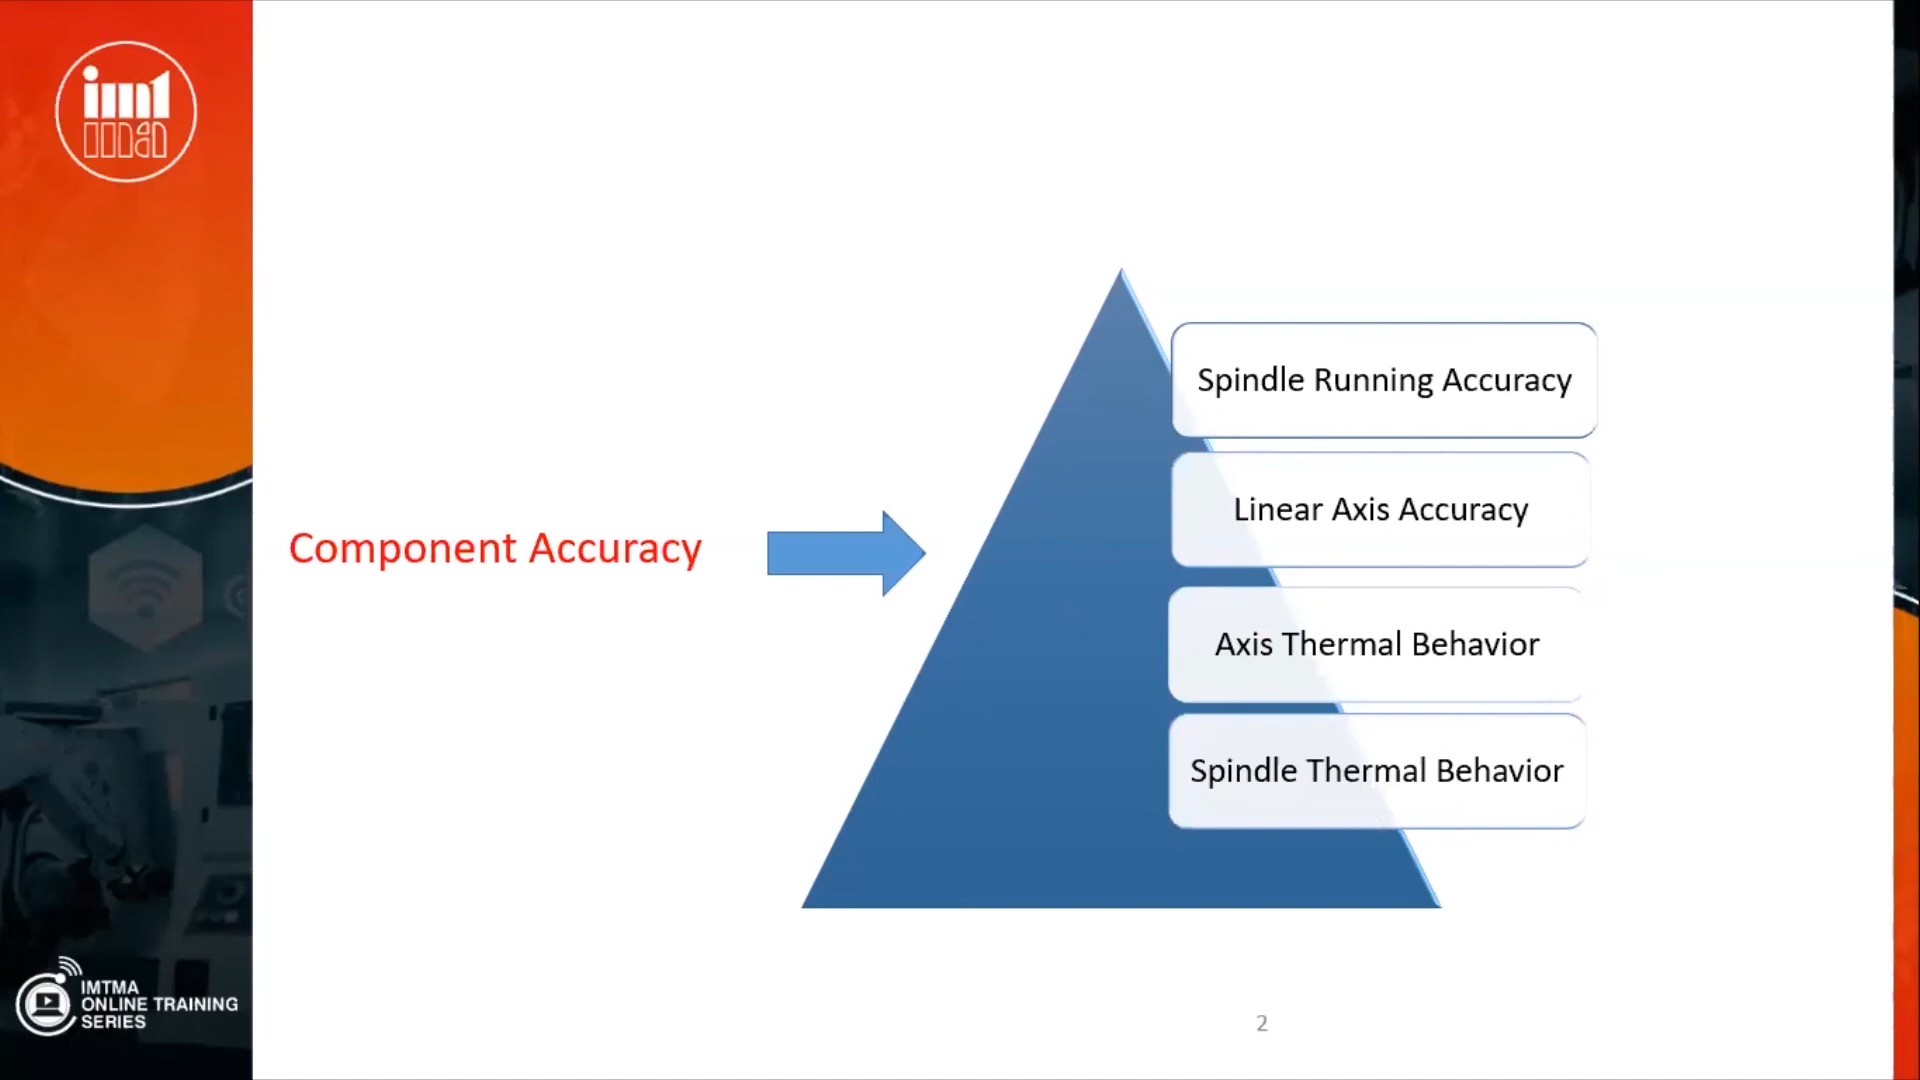 Component Accuracy
Spindle Running Accuracy
Linear Axis Accuracy
Axis Thermal Behavior
Spindle Thermal Behavior
IMTMA
ONLINE TRAINING
SERIES
2